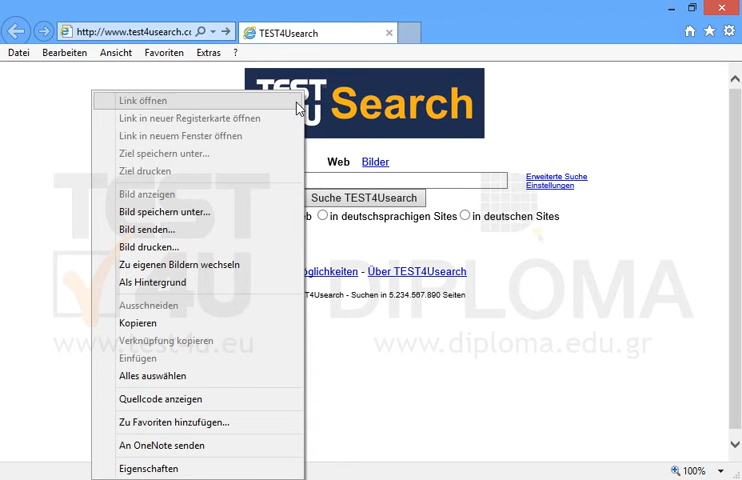 http://www.test4usearch.cc
TEST4Usearch
Datei Bearbeiten Ansicht Favoriten Extras ?
TEST4U Search
Link öffnen
Link in neuer Registerkarte öffnen
Link in neuem Fenster öffnen
Ziel speichern unter...
Ziel drucken
Bild anzeigen
Bild speichern unter...
Bild senden...
Bild drucken...
Zu eigenen Bildern wechseln
Als Hintergrund
Ausschneiden
Kopieren
Verknüpfung kopieren
Einfügen
Alles auswählen
Quellcode anzeigen
Zu Favoriten hinzufügen...
An OneNote senden
Eigenschaften
Web Bilder
Erweiterte Suche
Einstellungen
Suche TEST4Usearch
in deutschsprachigen Sites in deutschen Sites
- Über TEST4Usearch
- Suchen in 5.234.567.890 Seiten
TEST4U
www.test4u.eu
DIPLOMA
www.diploma.edu.gr
100%